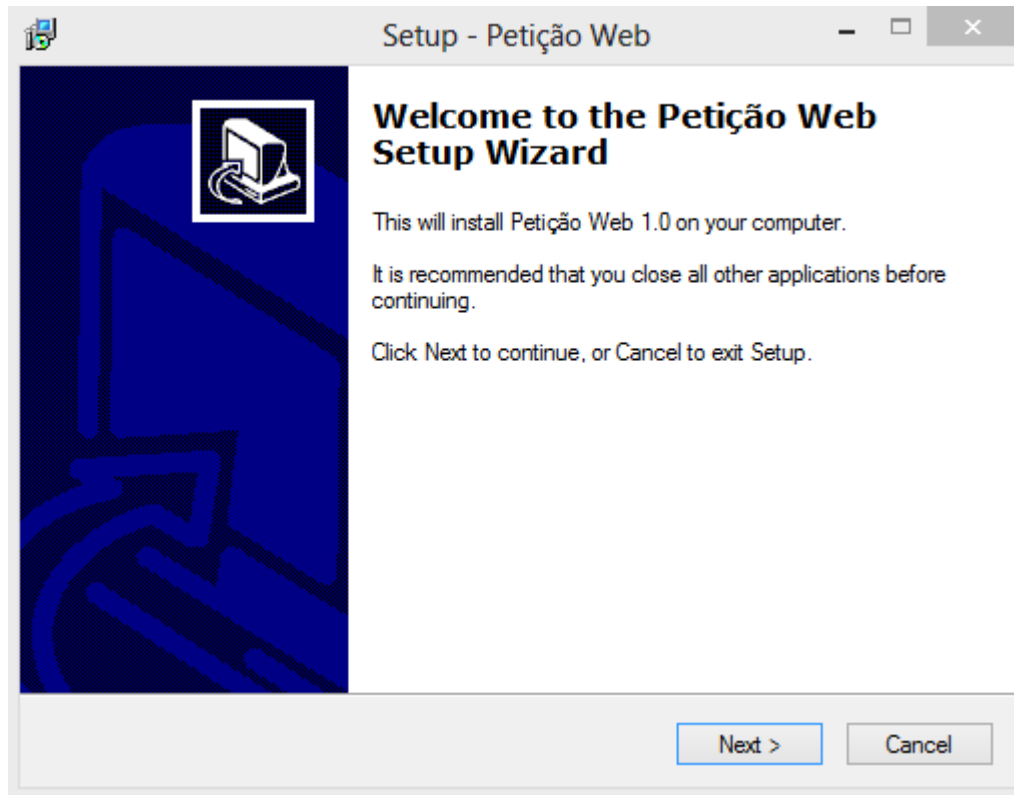 Setup - Petição Web
Welcome to the Petição Web
Setup Wizard
This will install Petição Web 1.0 on your computer.
It is recommended that you close all other applications before
continuing.
Click Next to continue, or Cancel to exit Setup.
Next >
Cancel